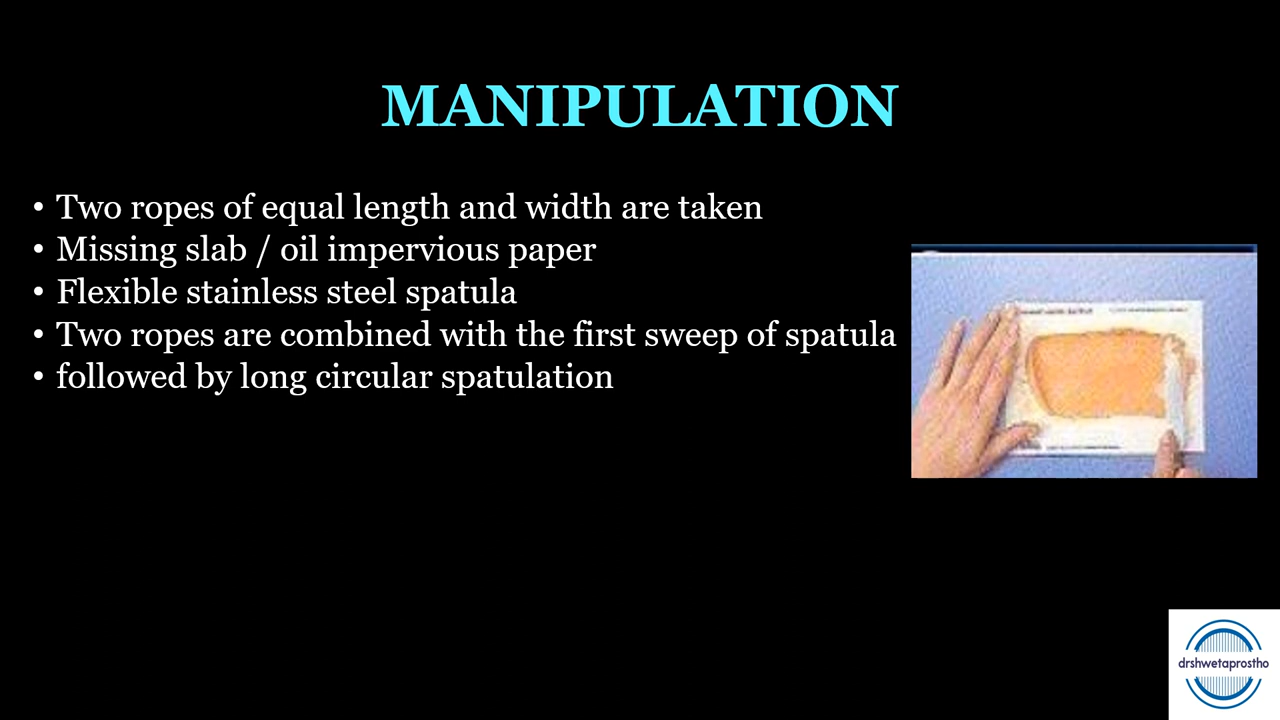 MANIPULATION
• Two ropes of equal length and width are taken
• Missing slab / oil impervious paper
• Flexible stainless steel spatula
• Two ropes are combined with the first sweep of spatula
• followed by long circular spatulation
drshwetaprostho